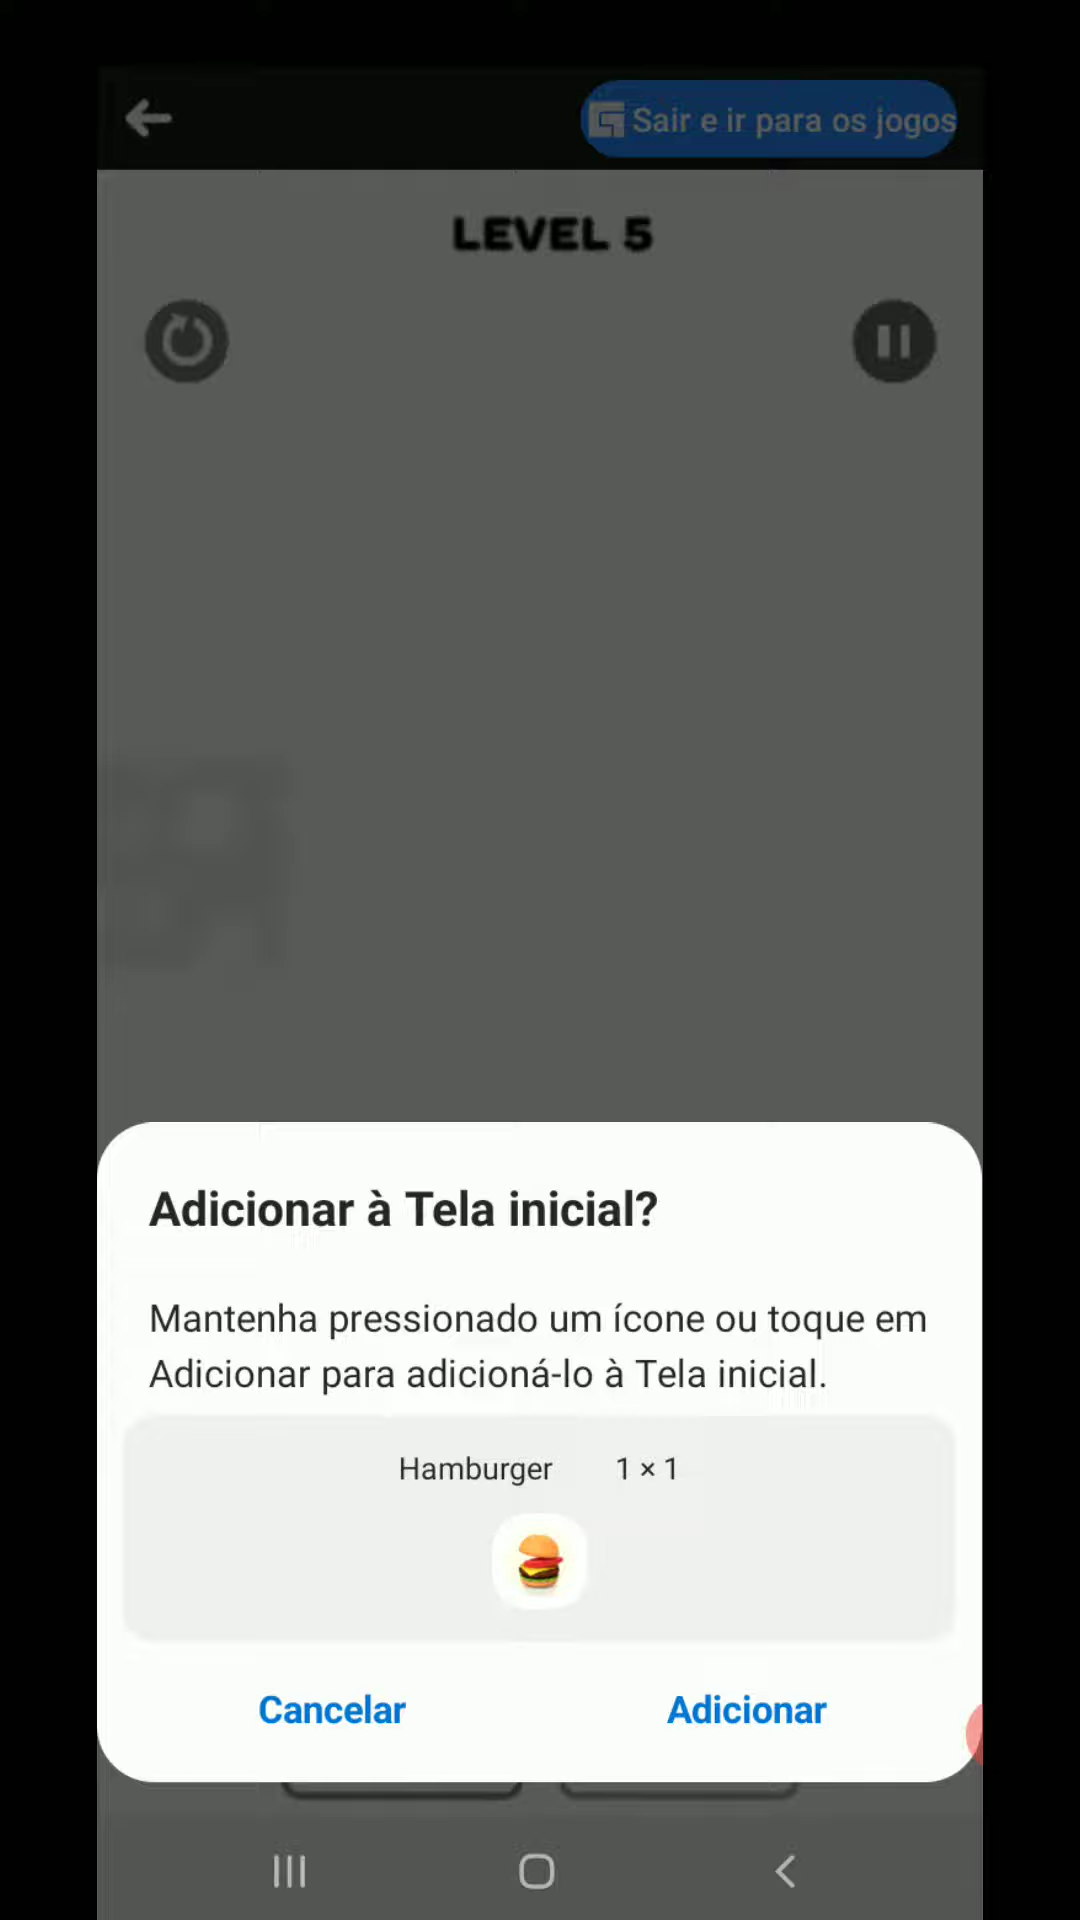 Sair e ir para os jogos
LEVEL 5
Adicionar à Tela inicial?
Mantenha pressionado um ícone ou toque em
Adicionar para adicioná-lo à Tela inicial.
Hamburger 1 × 1
Cancelar Adicionar